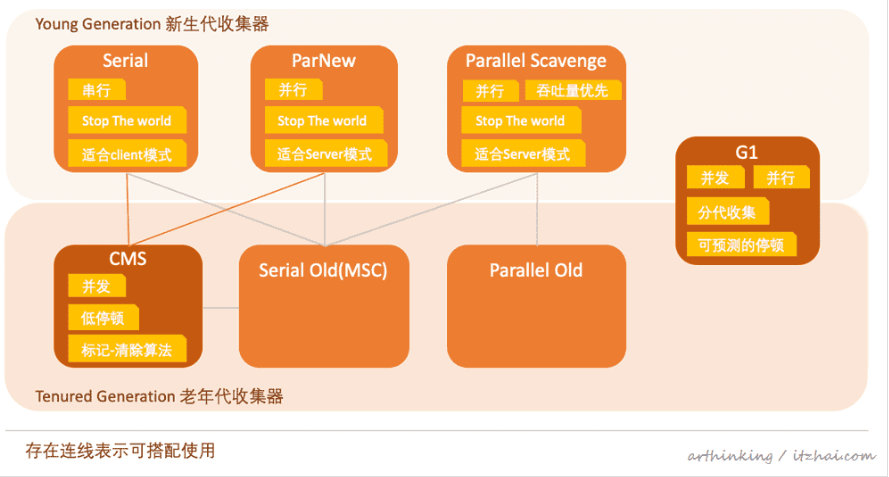 Young Generation 新生代收集器
Serial
串行
Stop The world
适合client模式
ParNew
并行
Stop The world
适合Server模式
Parallel Scavenge
并行 吞吐量优先
Stop The world
适合Server模式
G1
并发 并行
分代收集
可预测的停顿
CMS
并发
低停顿
标记-清除算法
Serial Old(MSC)
Parallel Old
Tenured Generation 老年代收集器
存在连线表示可搭配使用
arthinking / itzhai.com